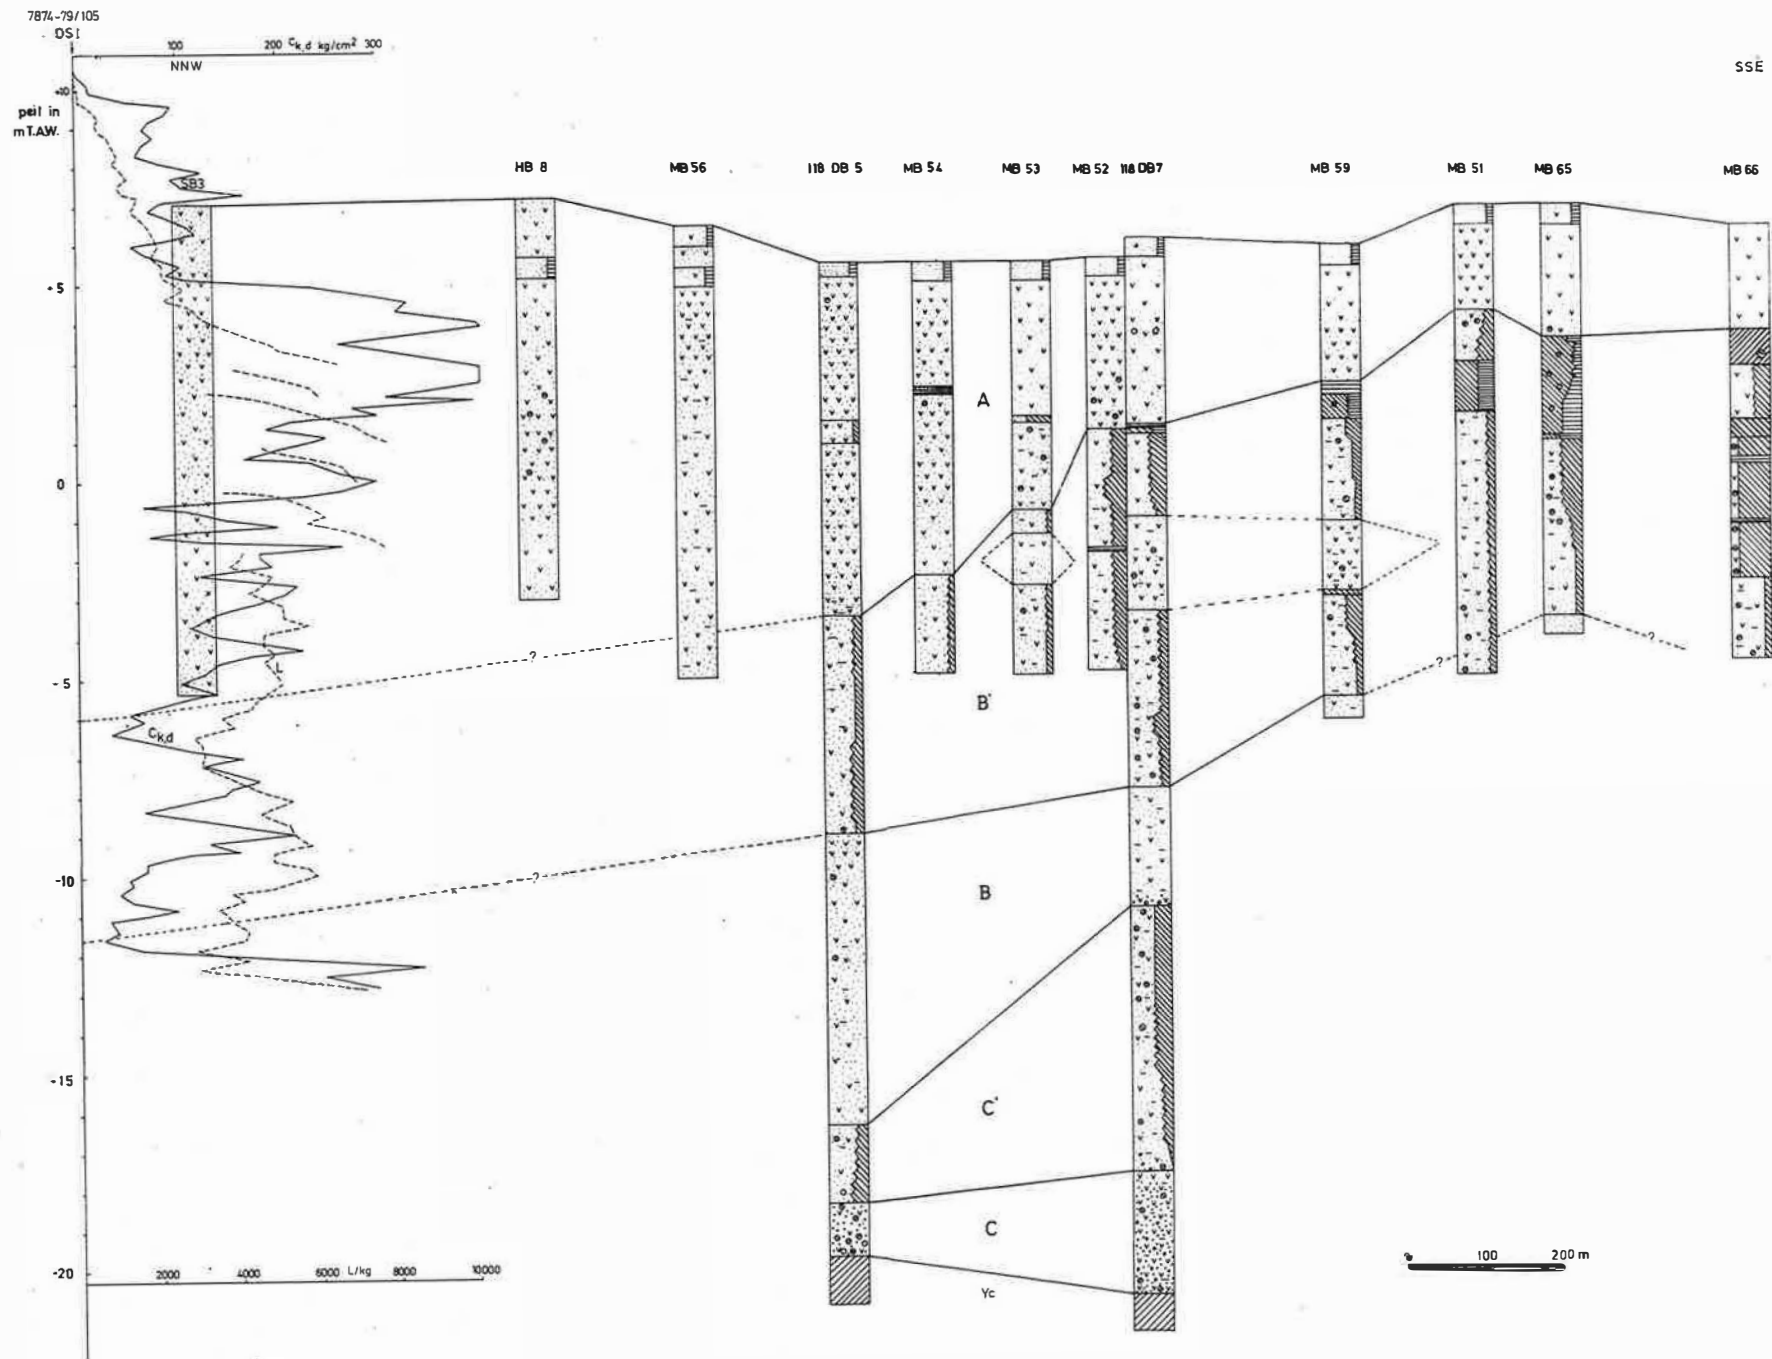 7874-79/105
DSI
100 200 Ck,d kg/cm² 300
NNW SSE
+10
peil in
mT.A.W.
HB 8 MB 56 118 DB 5 MB 54 MB 53 MB 52 118 DB7 MB 59 MB 51 MB 65 MB 66
SB3
+5
A
0
?
?
?
L
-5
B'
Ck,d
?
-10
B
-15
C'
C
100 200 m
-20
2000 4000 6000 L/kg 8000 10000
Yc